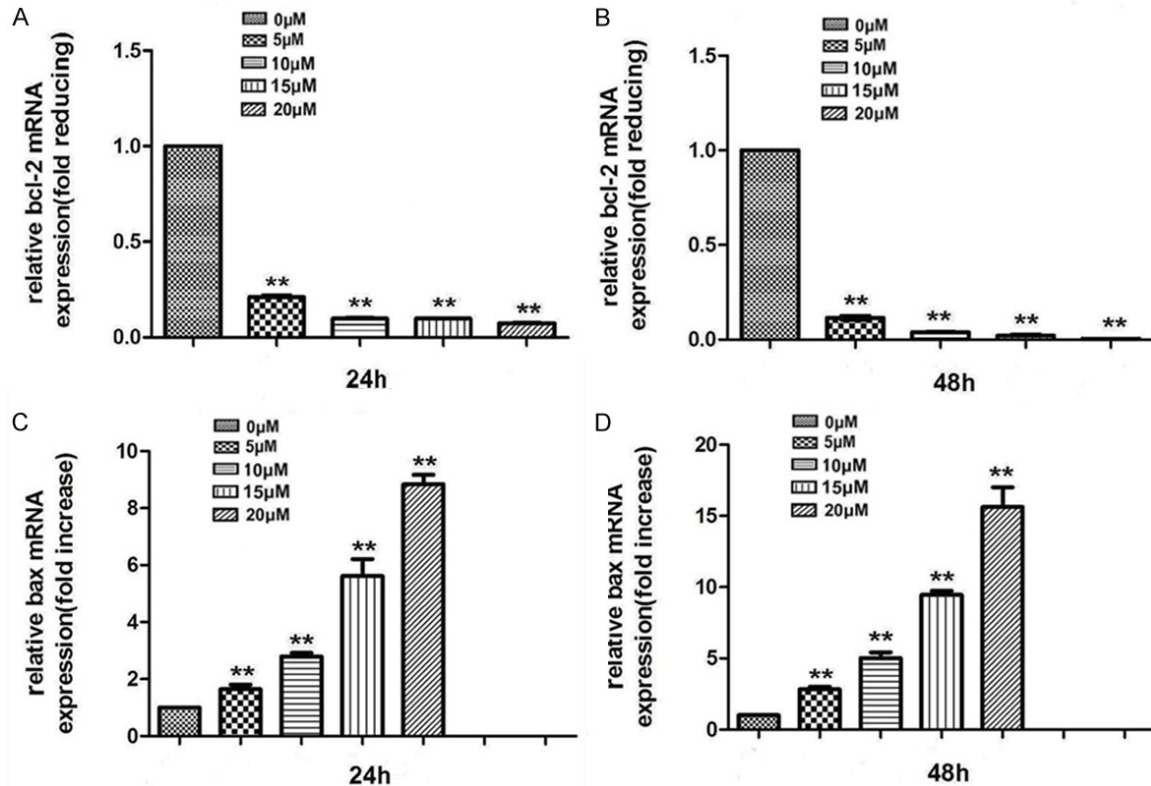 A
0μM
5μM
10μM
15μM
20μM
relative bcl-2 mRNA
expression(fold reducing)
1.5
1.0
0.5
0.0
**
**
**
**
24h
B
0μM
5μM
10μM
15μM
20μM
relative bcl-2 mRNA
expression(fold reducing)
1.5
1.0
0.5
0.0
**
**
**
**
48h
C
0μM
5μM
10μM
15μM
20μM
relative bax mRNA
expression(fold increase)
10
8
6
4
2
0
**
**
**
**
24h
D
0μM
5μM
10μM
15μM
20μM
relative bax mRNA
expression(fold increase)
20
15
10
5
0
**
**
**
**
48h